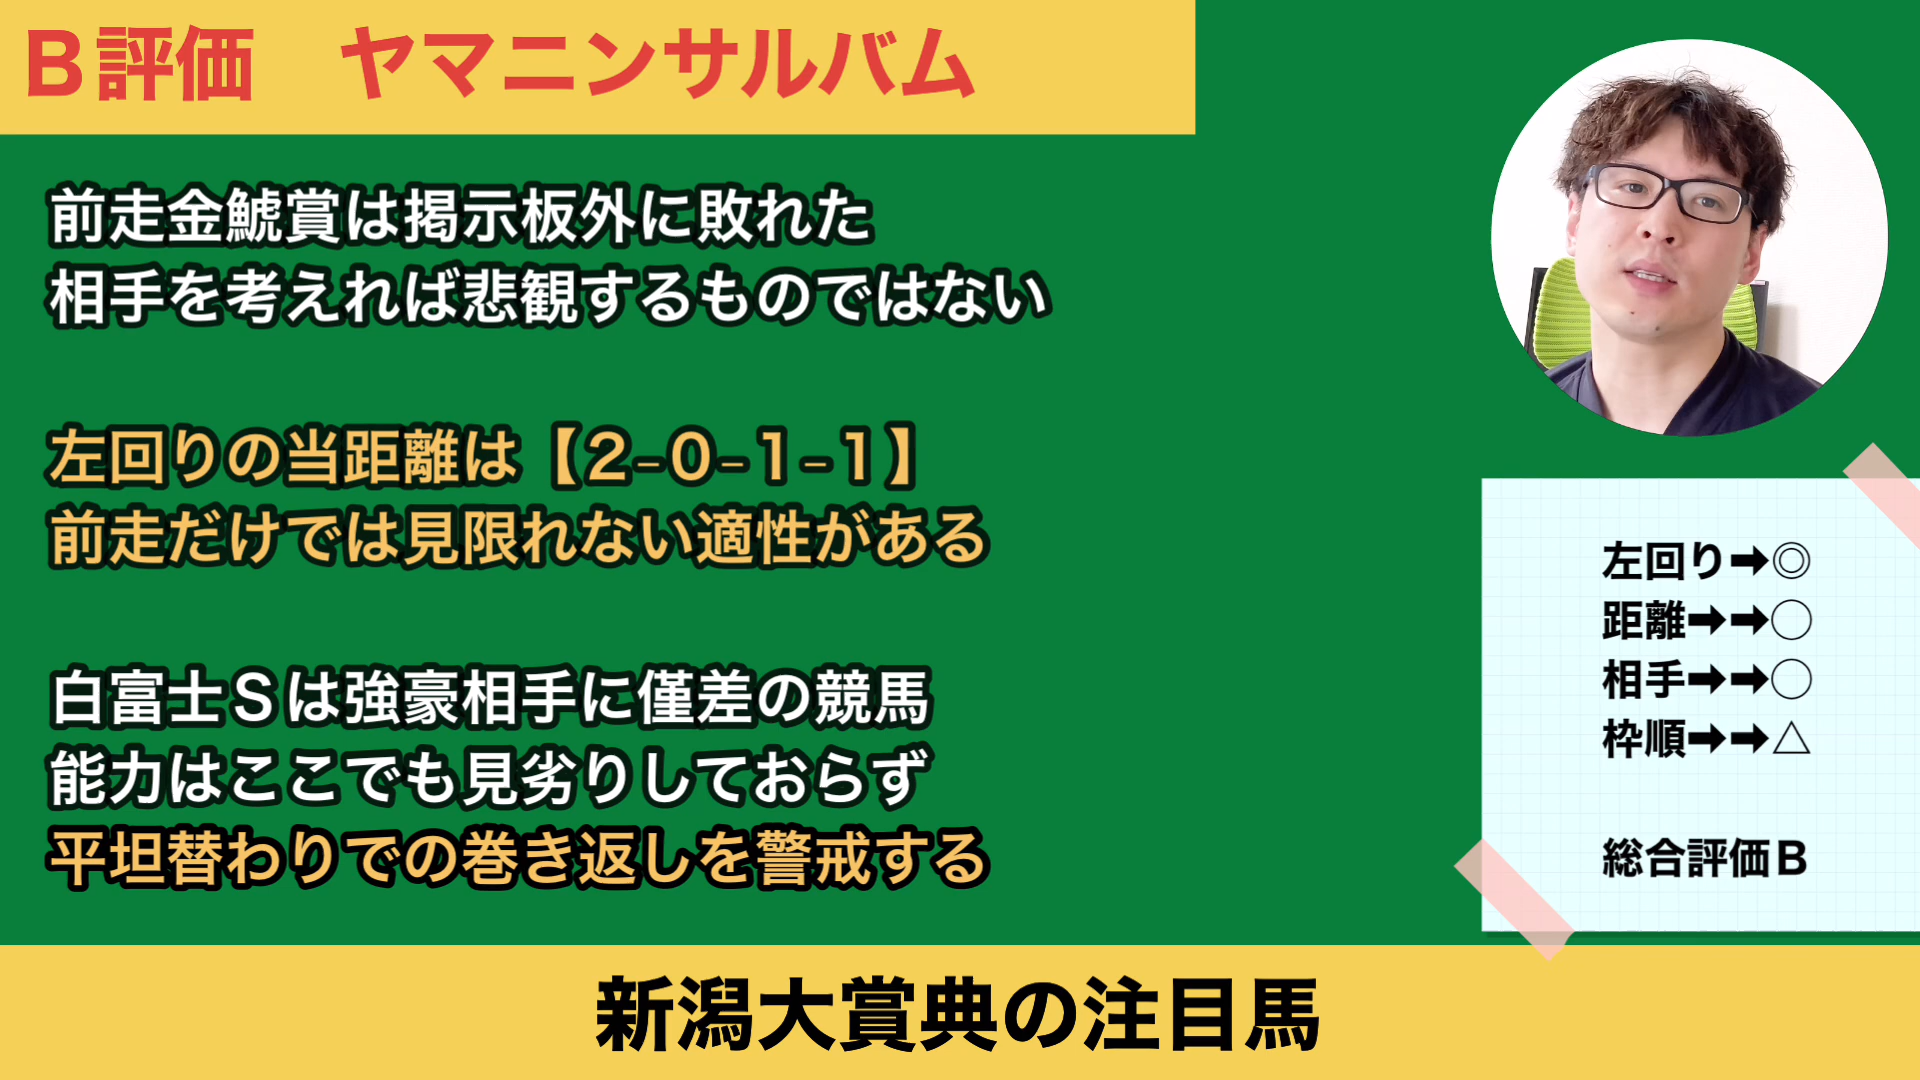 B評価　ヤマニンサルバム
前走金鯱賞は掲示板外に敗れた
相手を考えれば悲観するものではない
左回りの当距離は【2–0–1–1】
前走だけでは見限れない適性がある
白富士Sは強豪相手に僅差の競馬
能力はここでも見劣りしておらず
平坦替わりでの巻き返しを警戒する
左回り➡◎
距離➡➡◯
相手➡➡◯
枠順➡➡△
総合評価B
新潟大賞典の注目馬